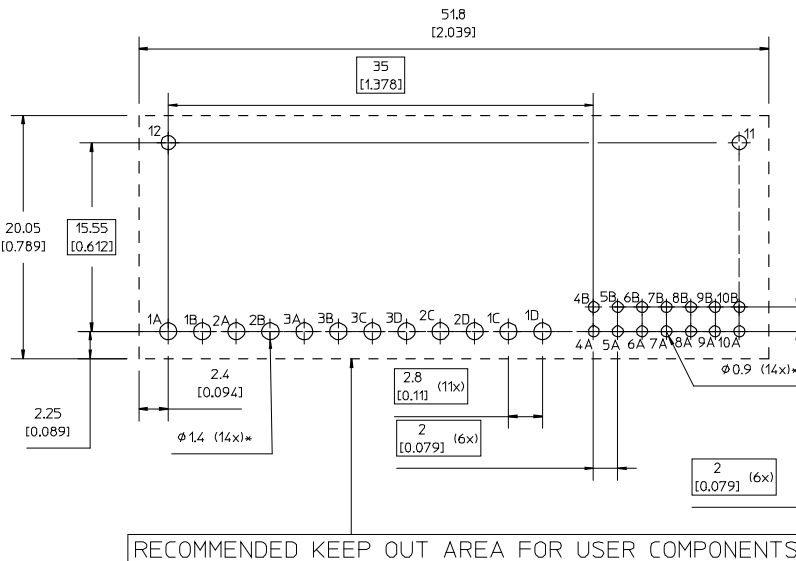 51.8
[2.039]
35
[1.378]
12
11
20.05
[0.789]
15.55
[0.612]
4B 5B 6B 7B 8B 9B 10B
1A 1B 2A 2B 3A 3B 3C 3D 2C 2D 1C 1D
4A 5A 6A 7A 8A 9A 10A
2.4
[0.094]
2.8
[0.11] (11x)
ϕ0.9 (14x)*
2.25
[0.089]
ϕ1.4 (14x)*
2
[0.079] (6x)
2
[0.079] (6x)
RECOMMENDED KEEP OUT AREA FOR USER COMPONENTS